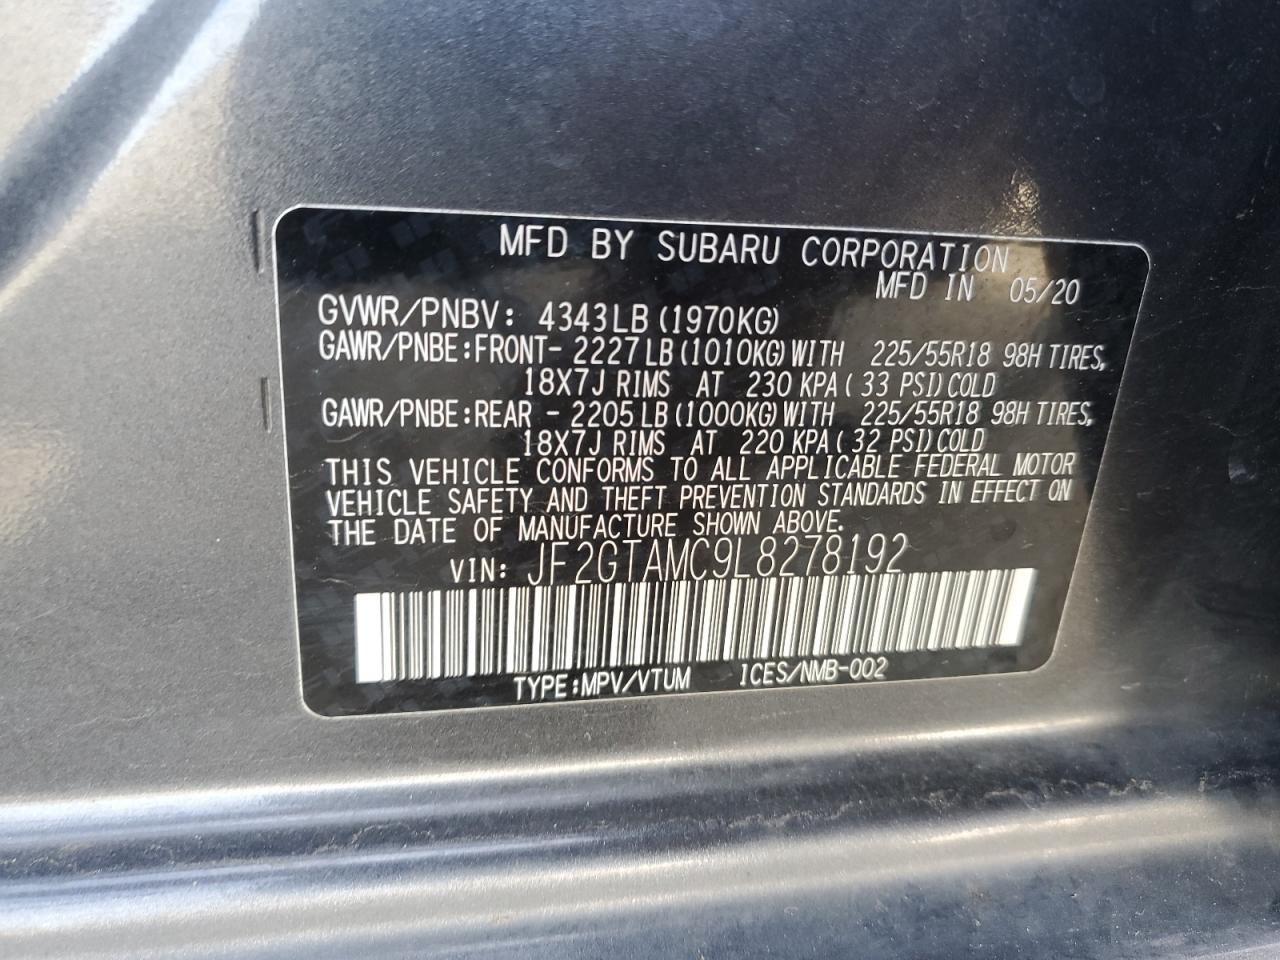 MFD BY SUBARU CORPORATION
MFD IN 05/20
GVWR/PNBV: 4343LB (1970KG)
GAWR/PNBE:FRONT- 2227 LB (1010KG) WITH 225/55R18 98H TIRES,
18X7J RIMS AT 230 KPA ( 33 PSI) COLD
GAWR/PNBE:REAR - 2205 LB (1000KG) WITH 225/55R18 98H TIRES,
18X7J RIMS AT 220 KPA ( 32 PSI) COLD
THIS VEHICLE CONFORMS TO ALL APPLICABLE FEDERAL MOTOR
VEHICLE SAFETY AND THEFT PREVENTION STANDARDS IN EFFECT ON
THE DATE OF MANUFACTURE SHOWN ABOVE.
VIN: JF2GTAMC9L8278192
TYPE:MPV/VTUM ICES/NMB-002